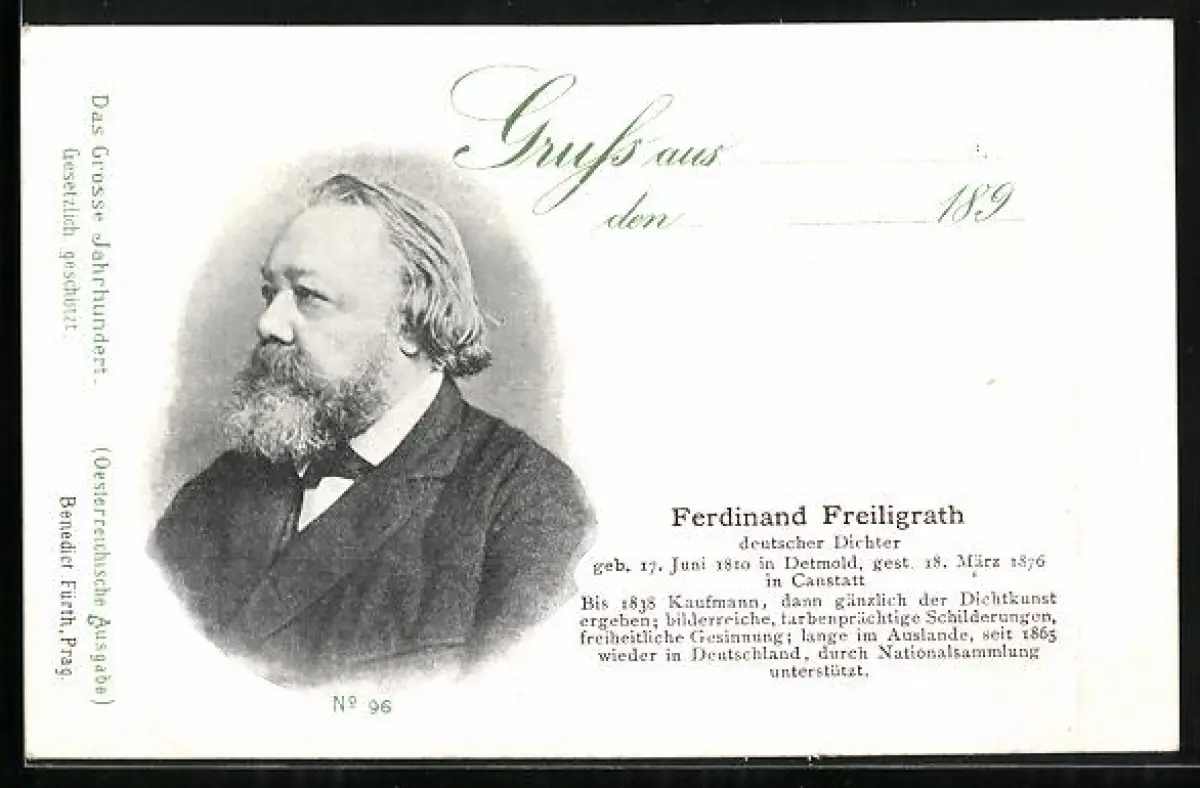 Gruß aus
den 189
Das Grosse Jahrhundert. (Oesterreichische Ausgabe)
Gesetzlich geschützt. Benedict Fürth, Prag.
Ferdinand Freiligrath
deutscher Dichter
geb. 17. Juni 1810 in Detmold, gest. 18. März 1876
in Canstatt
Bis 1838 Kaufmann, dann gänzlich der Dichtkunst
ergeben; bilderreiche, farbenprächtige Schilderungen,
freiheitliche Gesinnung; lange im Auslande, seit 1865
wieder in Deutschland, durch Nationalsammlung
unterstützt.
Nº 96